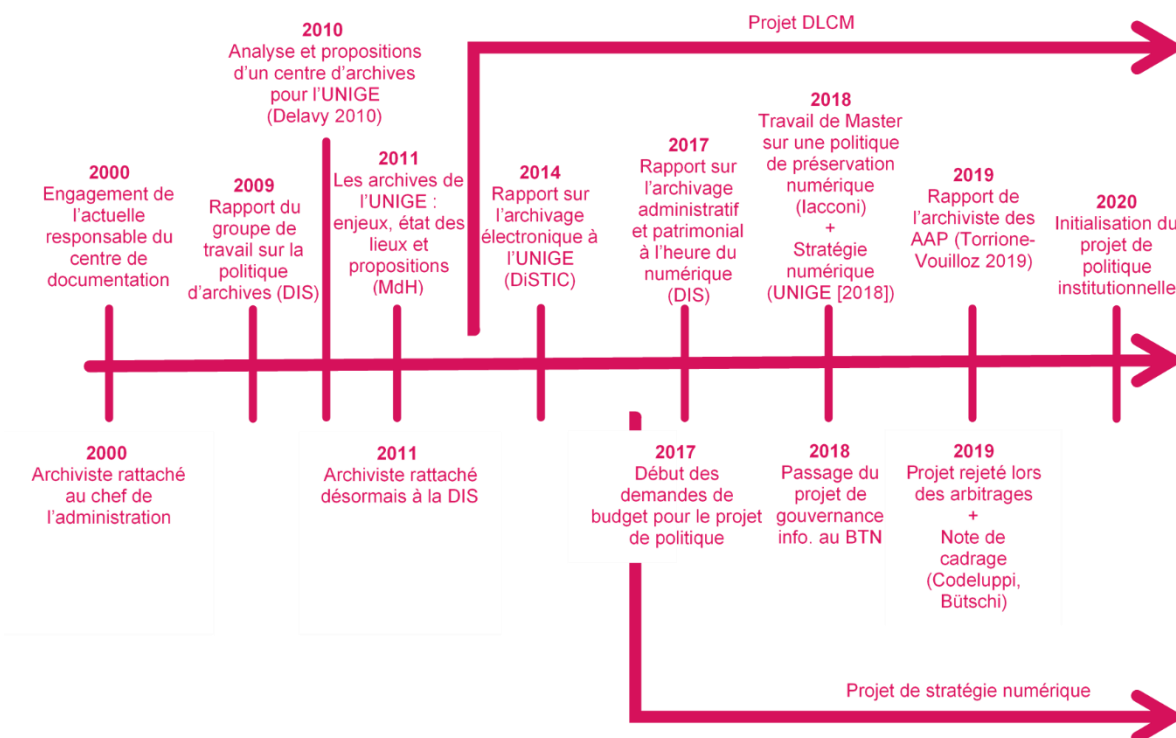 Projet DLCM
2010
Analyse et propositions
d'un centre d'archives
pour l'UNIGE
(Delavy 2010)
2000
Engagement de
l'actuelle
responsable du
centre de
documentation
2009
Rapport du
groupe de
travail sur la
politique
d'archives (DIS)
2011
Les archives de
l'UNIGE :
enjeux, état des
lieux et
propositions
(MdH)
2014
Rapport sur
l'archivage
électronique à
l'UNIGE
(DiSTIC)
2017
Rapport sur
l'archivage
administratif
et patrimonial
à l'heure du
numérique
(DIS)
2018
Travail de Master
sur une politique
de préservation
numérique
(Iacconi)
+
Stratégie
numérique
(UNIGE [2018])
2019
Rapport de
l'archiviste des
AAP (Torrione-
Vouilloz 2019)
2020
Initialisation du
projet de
politique
institutionnelle
2000
Archiviste rattaché
au chef de
l'administration
2011
Archiviste rattaché
désormais à la DIS
2017
Début des
demandes de
budget pour le projet
de politique
2018
Passage du
projet de
gouvernance
info. au BTN
2019
Projet rejeté lors
des arbitrages
+
Note de
cadrage
(Codeluppi,
Bütschi)
Projet de stratégie numérique